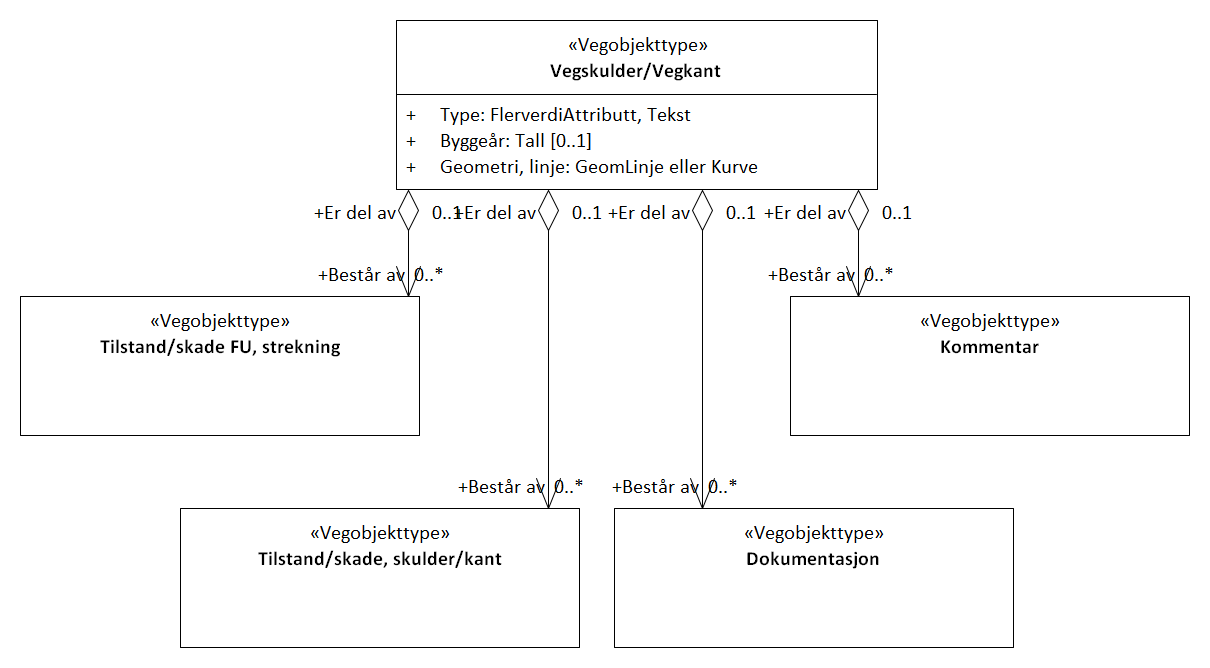 «Vegobjekttype»
Vegskulder/Vegkant
+ Type: FlerverdiAttributt, Tekst
+ Byggeår: Tall [0..1]
+ Geometri, linje: GeomLinje eller Kurve
+Er del av 0..1 +Er del av 0..1 +Er del av 0..1 +Er del av 0..1
+Består av 0..* +Består av 0..*
«Vegobjekttype» «Vegobjekttype»
Tilstand/skade FU, strekning Kommentar
+Består av 0..* +Består av 0..*
«Vegobjekttype» «Vegobjekttype»
Tilstand/skade, skulder/kant Dokumentasjon